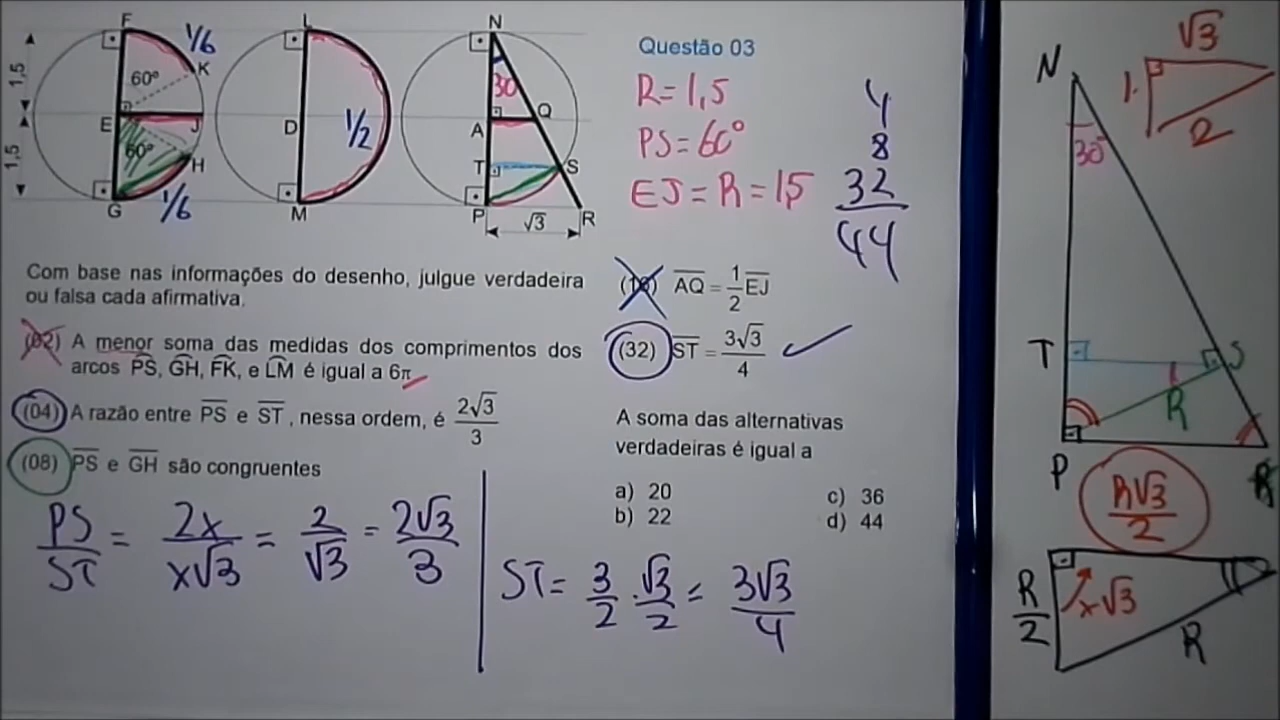 F
1/6
K
60º
1,5
E
J
60º
1,5
H
G
1/6
L
D
1/2
M
N
30
A
Q
T
S
P
R
√3
Questão 03
R = 1,5
PS = 60°
EJ = R = 1,5
4
8
32
44
Com base nas informações do desenho, julgue verdadeira
ou falsa cada afirmativa.
(02) A menor soma das medidas dos comprimentos dos
arcos PS, GH, FK, e LM é igual a 6π
(04) A razão entre PS e ST, nessa ordem, é 2√3/3
(08) PS e GH são congruentes
PS/ST = 2x/x√3 = 2/√3 = 2√3/3
(16) AQ = 1/2 EJ
(32) ST = 3√3/4
A soma das alternativas
verdadeiras é igual a
a) 20
b) 22
c) 36
d) 44
ST = 3/2 . √3/2 = 3√3/4
√3
1
2
N
30°
T
S
R
P
R
R√3/2
R/2
x√3
R